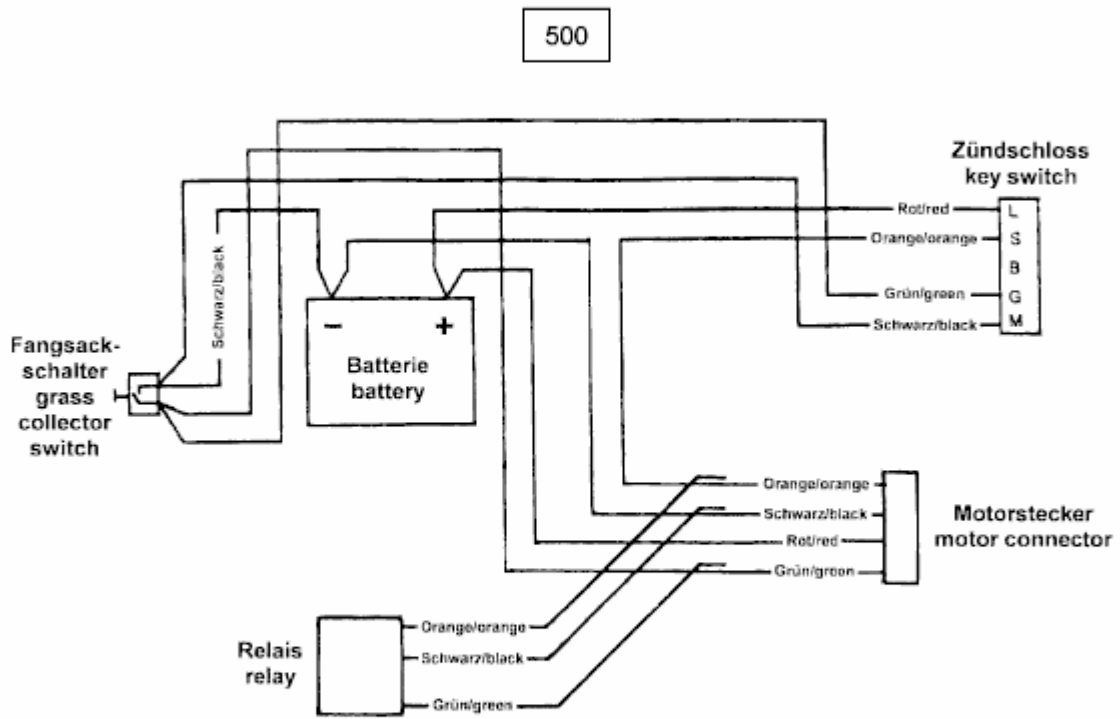 500
Zündschloss
key switch
Rot/red
L
Orange/orange
S
B
Grün/green
G
Schwarz/black
M
Schwarz/black
Fangsack-
schalter
grass
collector
switch
– +
Batterie
battery
Orange/orange
Schwarz/black
Rot/red
Grün/green
Motorstecker
motor connector
Relais
relay
Orange/orange
Schwarz/black
Grün/green